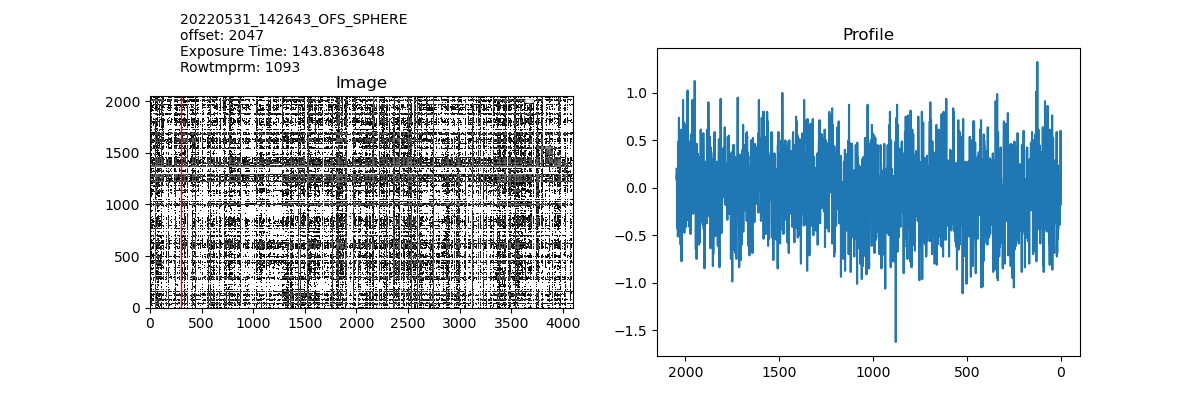 20220531_142643_OFS_SPHERE
offset: 2047
Exposure Time: 143.8363648
Rowtmprm: 1093
Image
2000
1500
1000
500
0
0 500 1000 1500 2000 2500 3000 3500 4000
Profile
1.0
0.5
0.0
−0.5
−1.0
−1.5
2000 1500 1000 500 0